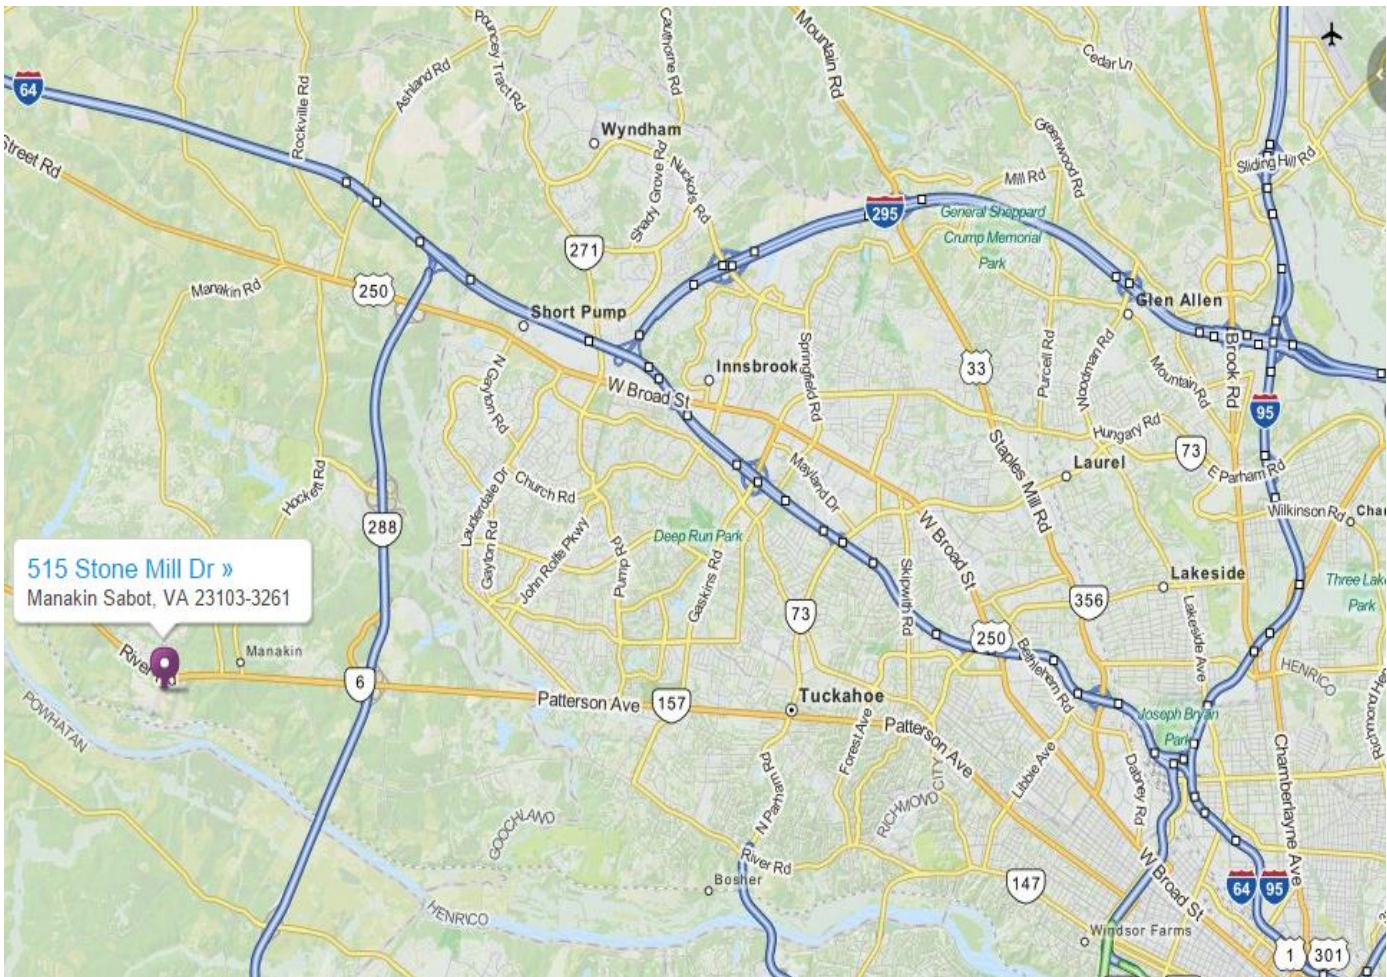 64
Street Rd
Rockville Rd
Ashland Rd
Pouncey Tract Rd
Cauthorne Rd
Mountain Rd
Cedar Ln
Wyndham
Shady Grove Rd
Nuckols Rd
Greenwood Rd
Mill Rd
Sliding Hill Rd
295
General Sheppard
Crump Memorial
Park
271
250
Manakin Rd
Short Pump
Glen Allen
N Gayton Rd
W Broad St
Innsbrook
Springfield Rd
33
Purcell Rd
Woodman Rd
Mountain Rd
Brook Rd
95
Hungary Rd
73
E Parham Rd
Laurel
Staples Mill Rd
Hockett Rd
288
Lauderdale Dr
Church Rd
Mayland Dr
W Broad St
Wilkinson Rd
Char
Deep Run Park
Gayton Rd
John Rolfe Pkwy
Pump Rd
Gaskins Rd
Skipwith Rd
515 Stone Mill Dr »
Manakin Sabot, VA 23103-3261
73
356
Lakeside
Three Lake
Park
250
Lakeside Ave
Bethlehem Rd
Manakin
River Rd
6
Patterson Ave
157
Tuckahoe
Patterson Ave
HENRICO
Richmond He
Joseph Bryan
Park
POWHATAN
Forest Ave
Libbie Ave
Dabney Rd
Chamberlayne Ave
RICHMOND CITY
GOOCHLAND
N Parham Rd
River Rd
Bosher
HENRICO
147
W Broad St
64
95
Windsor Farms
1
301